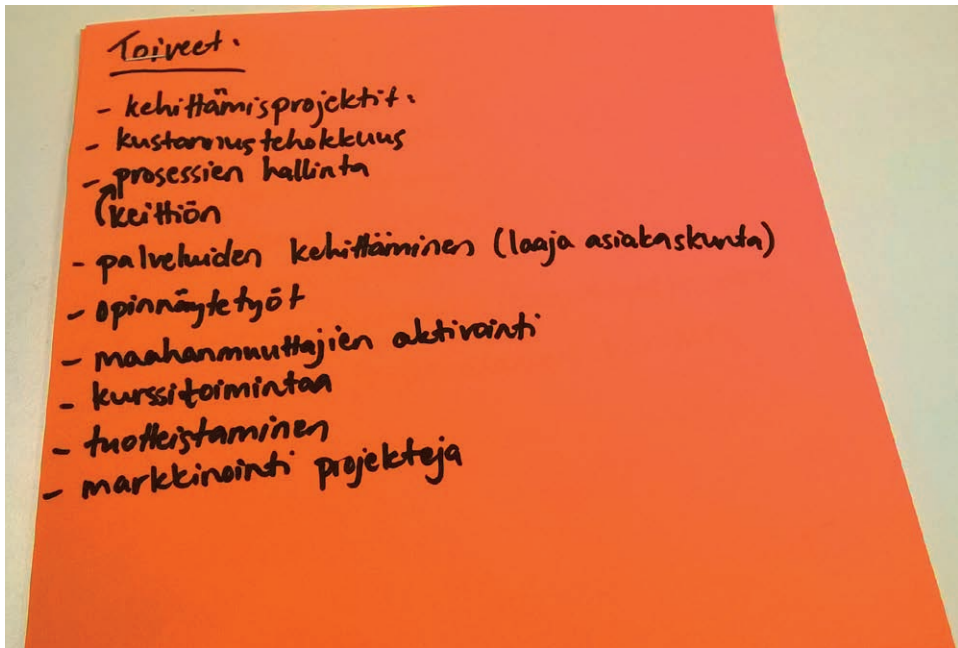 Toiveet.
- kehittämisprojektit.
- kustannustehokkuus
- prosessien hallinta
keittiön
- palveluiden kehittäminen (laaja asiakaskunta)
- opinnäytetyöt
- maahanmuuttajien aktivointi
- kurssitoimintaa
- tuotteistaminen
- markkinointi projekteja